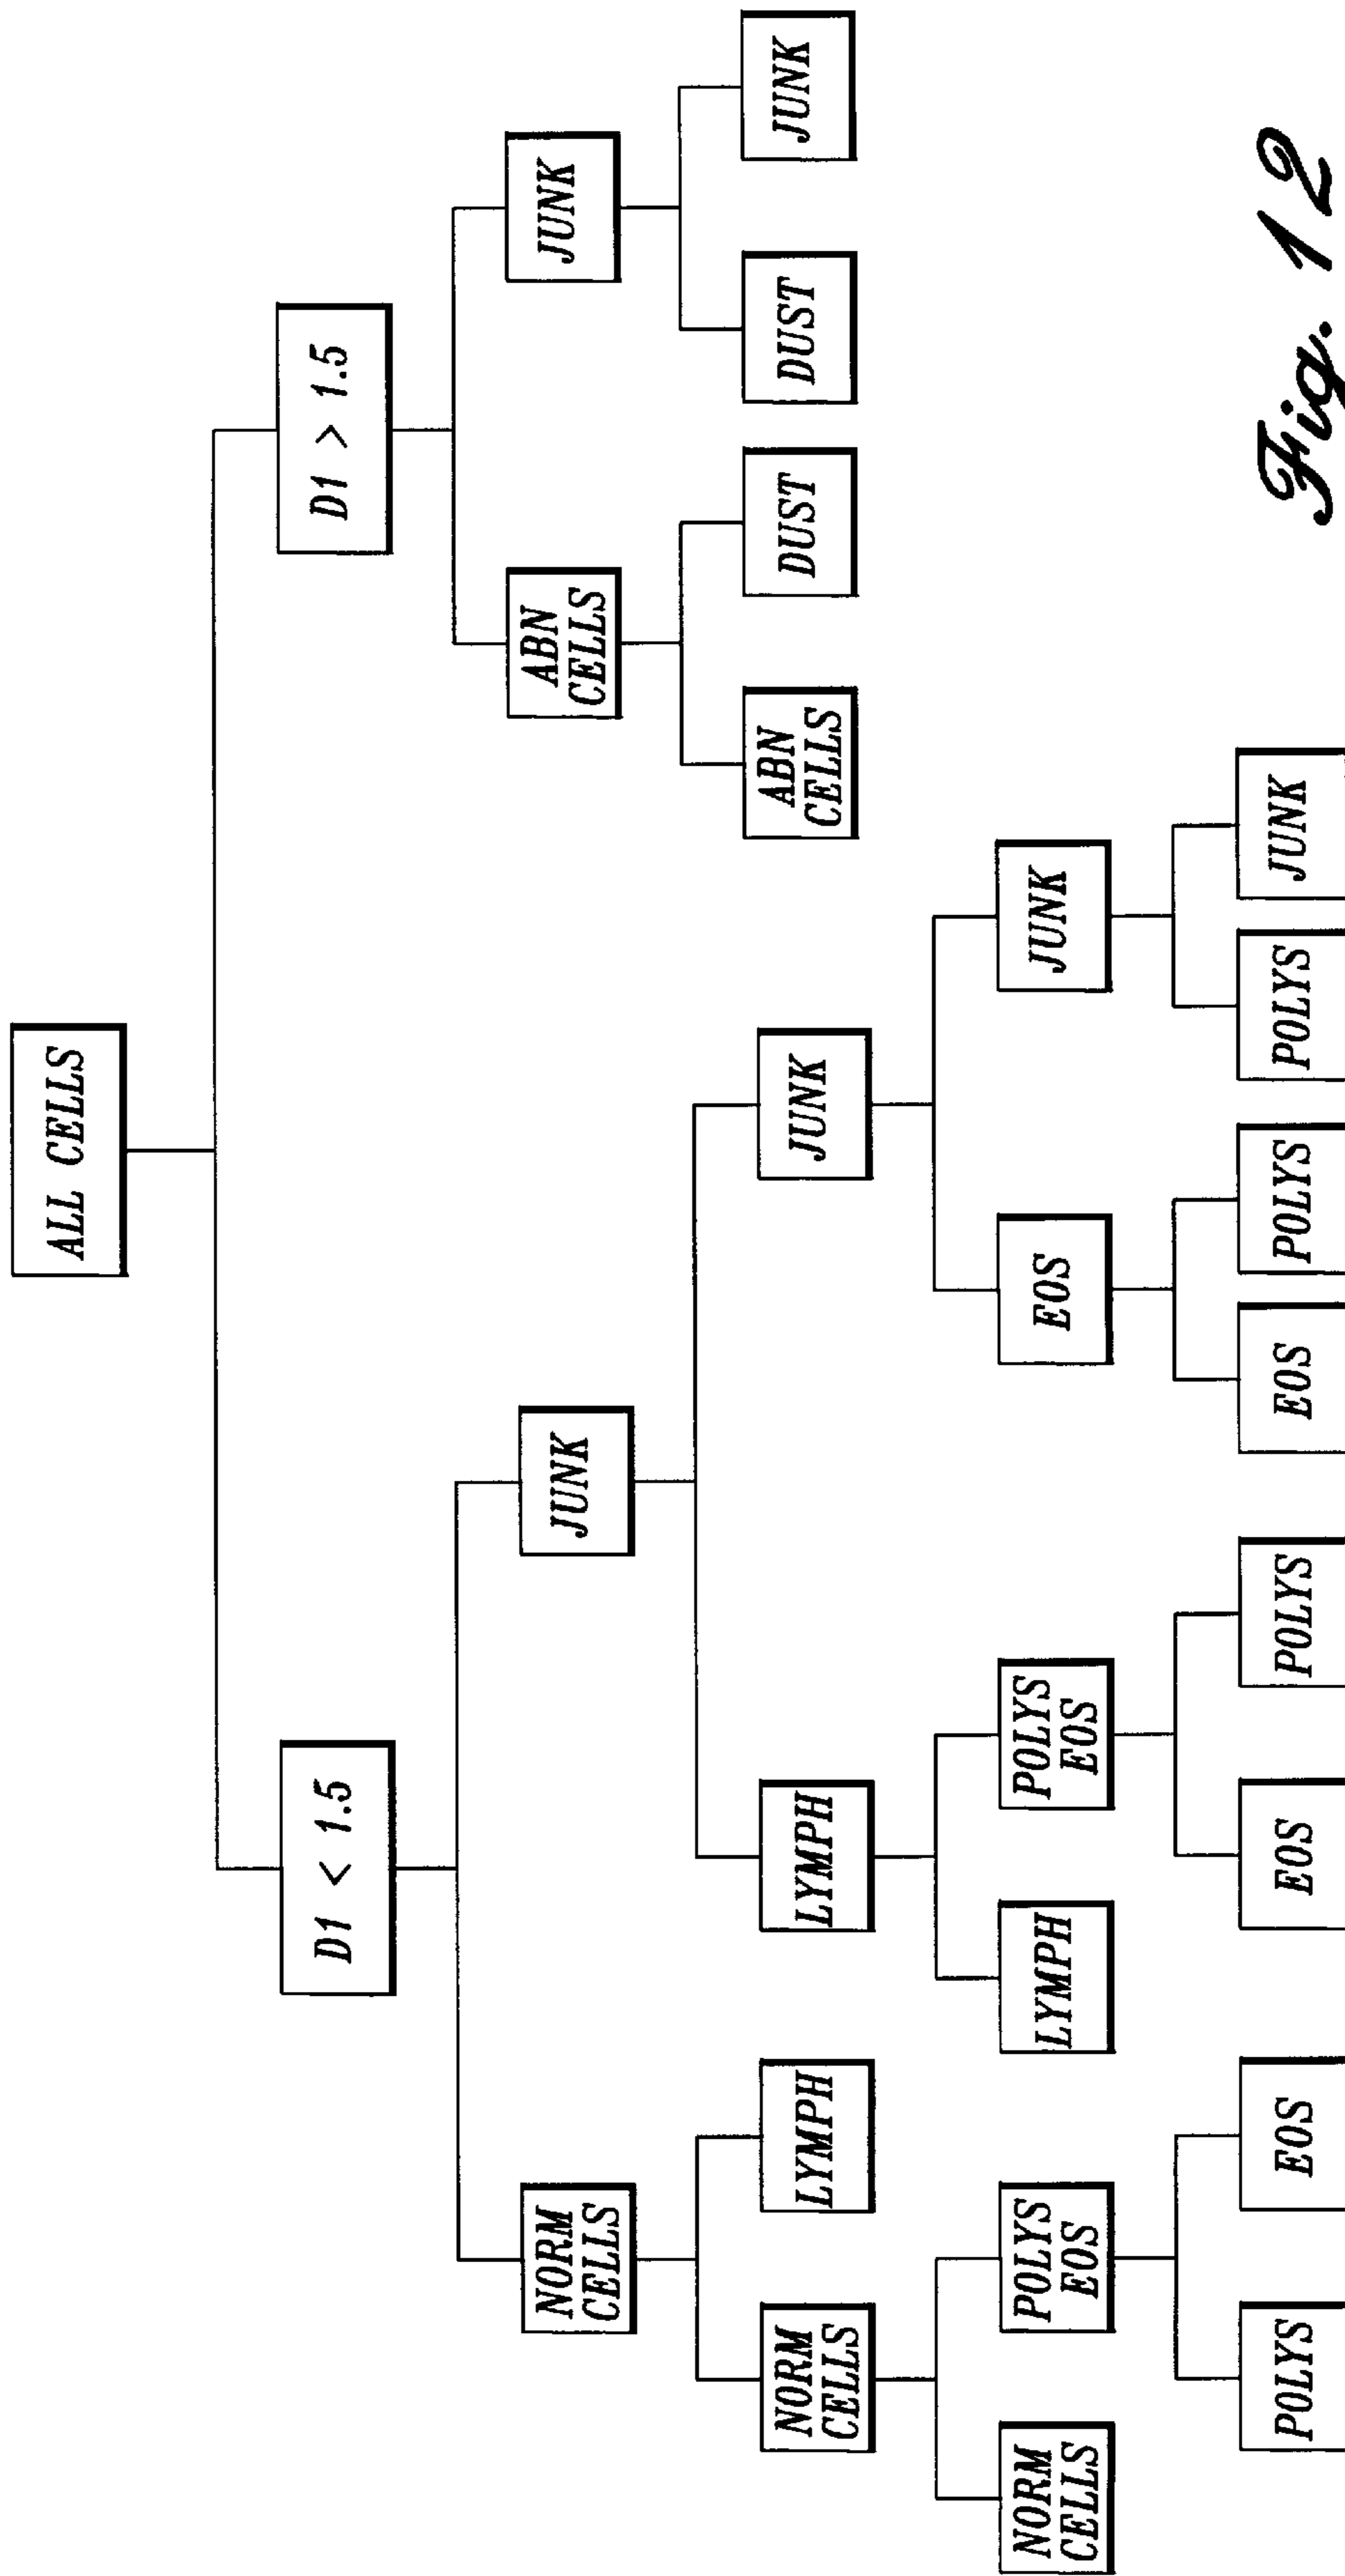 ALL CELLS
D1 < 1.5
D1 > 1.5
NORM
CELLS
JUNK
ABN
CELLS
JUNK
NORM
CELLS
LYMPH
LYMPH
JUNK
ABN
CELLS
DUST
DUST
JUNK
NORM
CELLS
POLYS
EOS
LYMPH
POLYS
EOS
EOS
JUNK
POLYS
EOS
EOS
POLYS
EOS
POLYS
POLYS
JUNK
Fig. 12